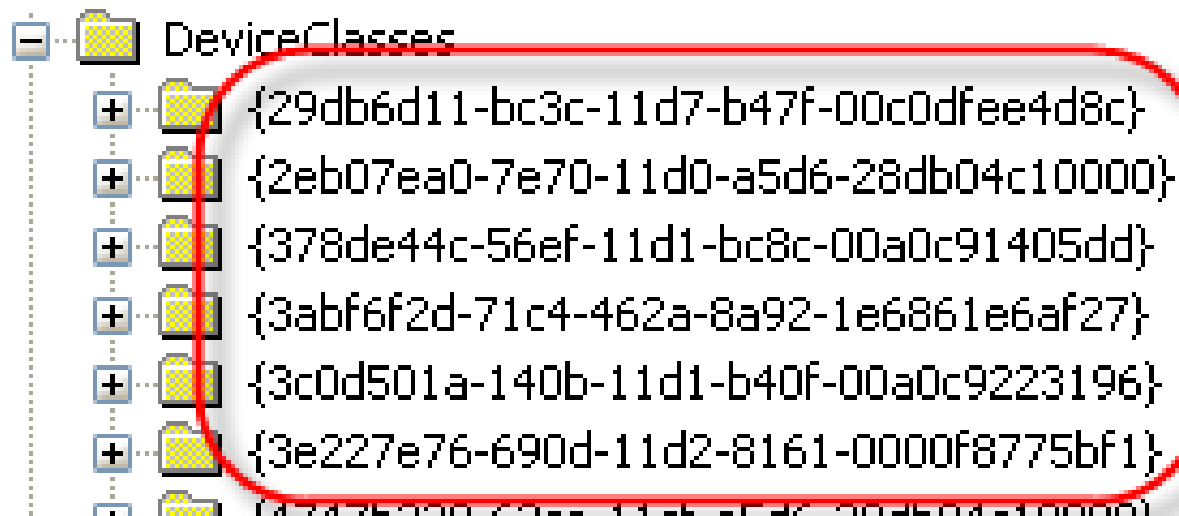 DeviceClasses
{29db6d11-bc3c-11d7-b47f-00c0dfee4d8c}
{2eb07ea0-7e70-11d0-a5d6-28db04c10000}
{378de44c-56ef-11d1-bc8c-00a0c91405dd}
{3abf6f2d-71c4-462a-8a92-1e6861e6af27}
{3c0d501a-140b-11d1-b40f-00a0c9223196}
{3e227e76-690d-11d2-8161-0000f8775bf1}